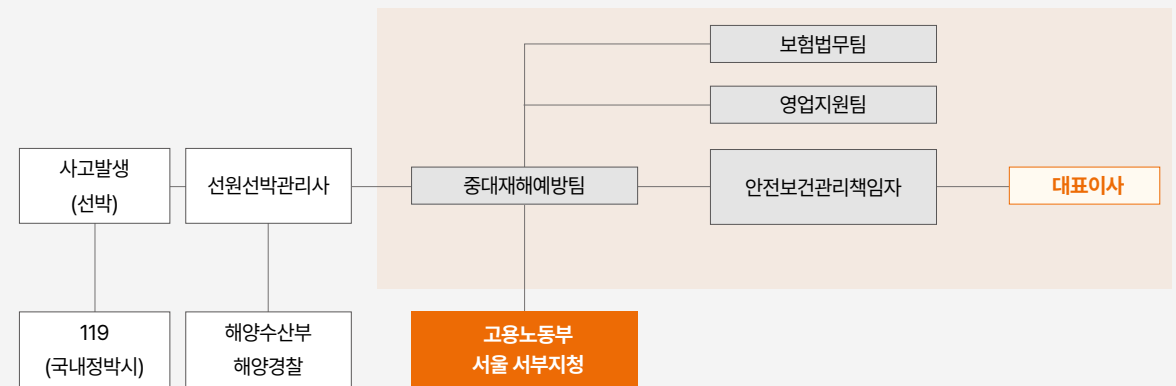 보험법무팀
영업지원팀
사고발생
(선박)
선원선박관리사
중대재해예방팀
안전보건관리책임자
대표이사
119
(국내정박시)
해양수산부
해양경찰
고용노동부
서울 서부지청